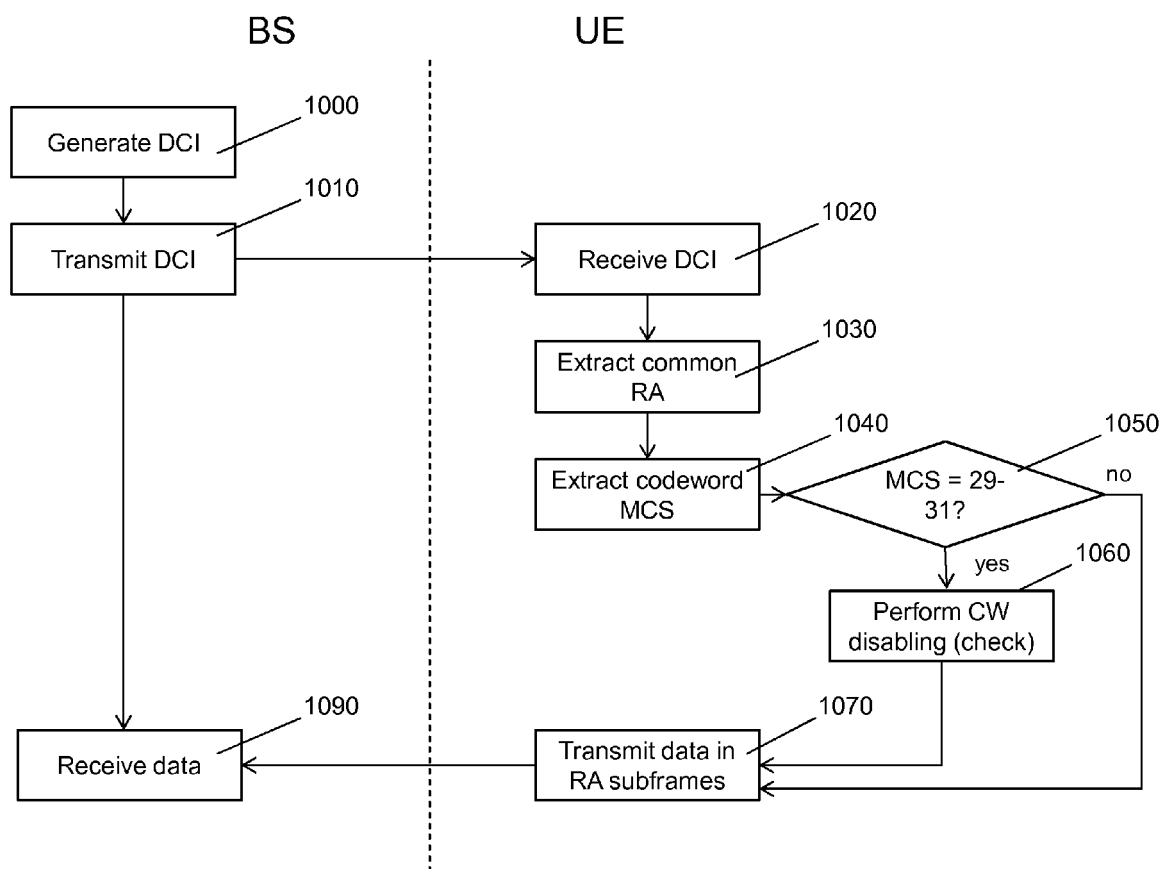 BS
UE
1000
Generate DCI
1010
Transmit DCI
1020
Receive DCI
1030
Extract common
RA
1040
Extract codeword
MCS
1050
MCS = 29-
31?
no
yes
1060
Perform CW
disabling (check)
1070
Transmit data in
RA subframes
1090
Receive data